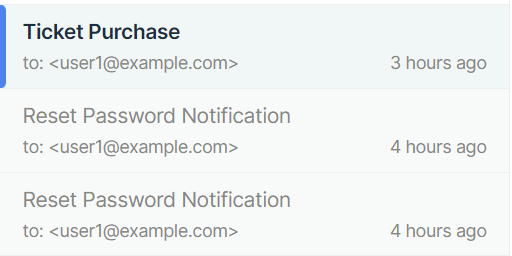 Ticket Purchase
to: <user1@example.com> 3 hours ago
Reset Password Notification
to: <user1@example.com> 4 hours ago
Reset Password Notification
to: <user1@example.com> 4 hours ago